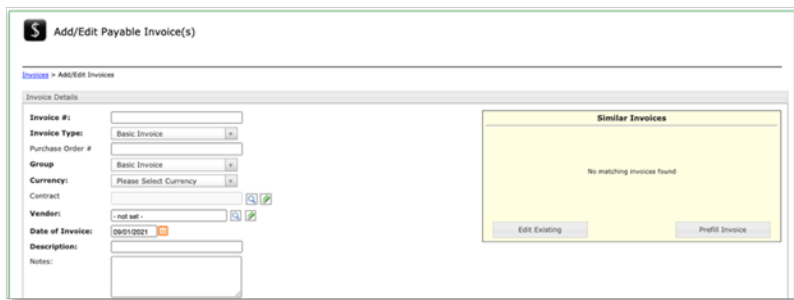 $ Add/Edit Payable Invoice(s)
Invoices > Add/Edit Invoices
Invoice Details
Invoice #:
Invoice Type: Basic Invoice
Purchase Order #
Group Basic Invoice
Currency: Please Select Currency
Contract
Vendor: - not set -
Date of Invoice: 09/01/2021
Description:
Notes:
Similar Invoices
No matching invoices found
Edit Existing Prefill Invoice